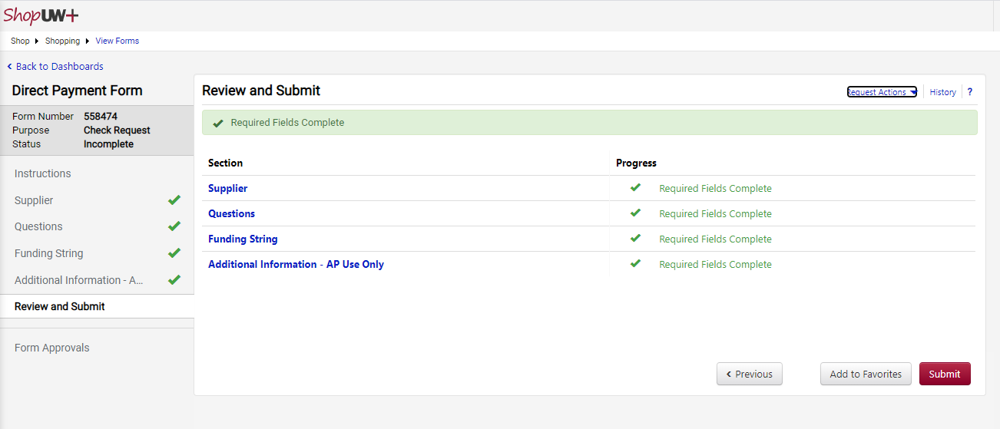 ShopUW+
Shop ▸ Shopping ▸ View Forms
Back to Dashboards
Direct Payment Form
Form Number 558474
Purpose Check Request
Status Incomplete
Instructions
Supplier
Questions
Funding String
Additional Information - A...
Review and Submit
Form Approvals
Review and Submit
Request Actions History ?
Required Fields Complete
Section Progress
Supplier Required Fields Complete
Questions Required Fields Complete
Funding String Required Fields Complete
Additional Information - AP Use Only Required Fields Complete
Previous Add to Favorites Submit